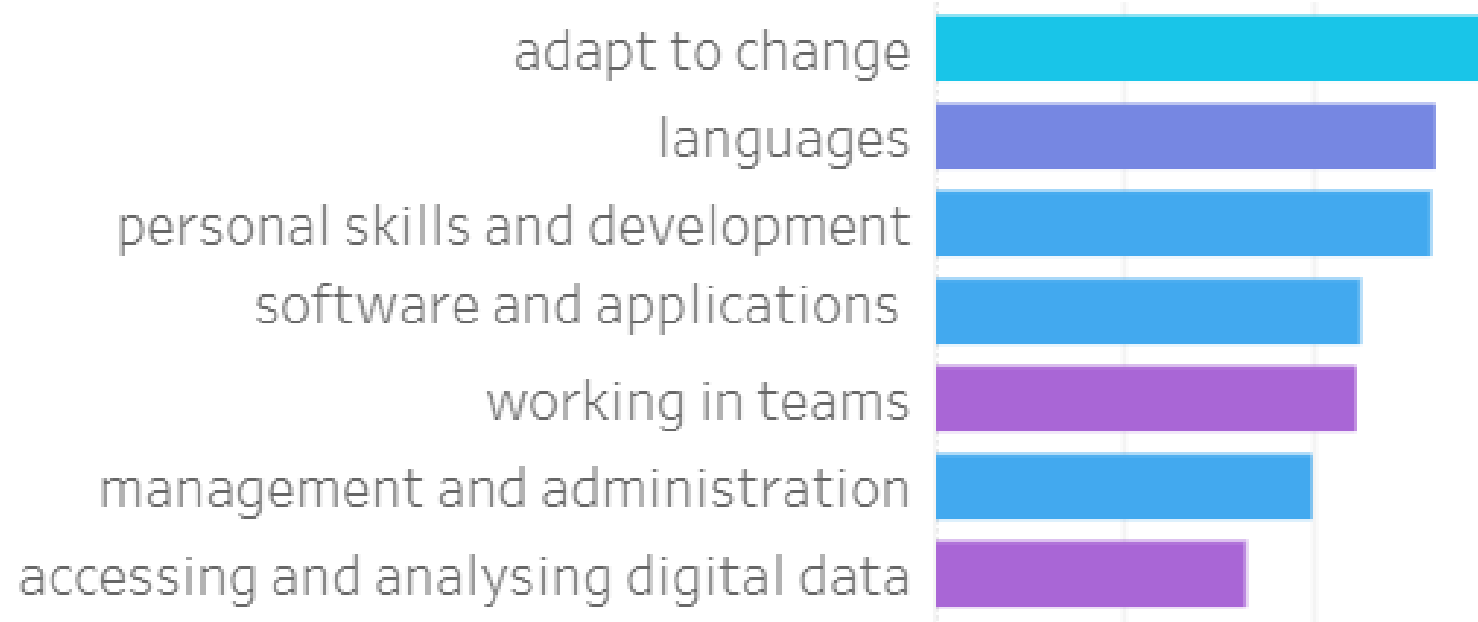 adapt to change
languages
personal skills and development
software and applications
working in teams
management and administration
accessing and analysing digital data